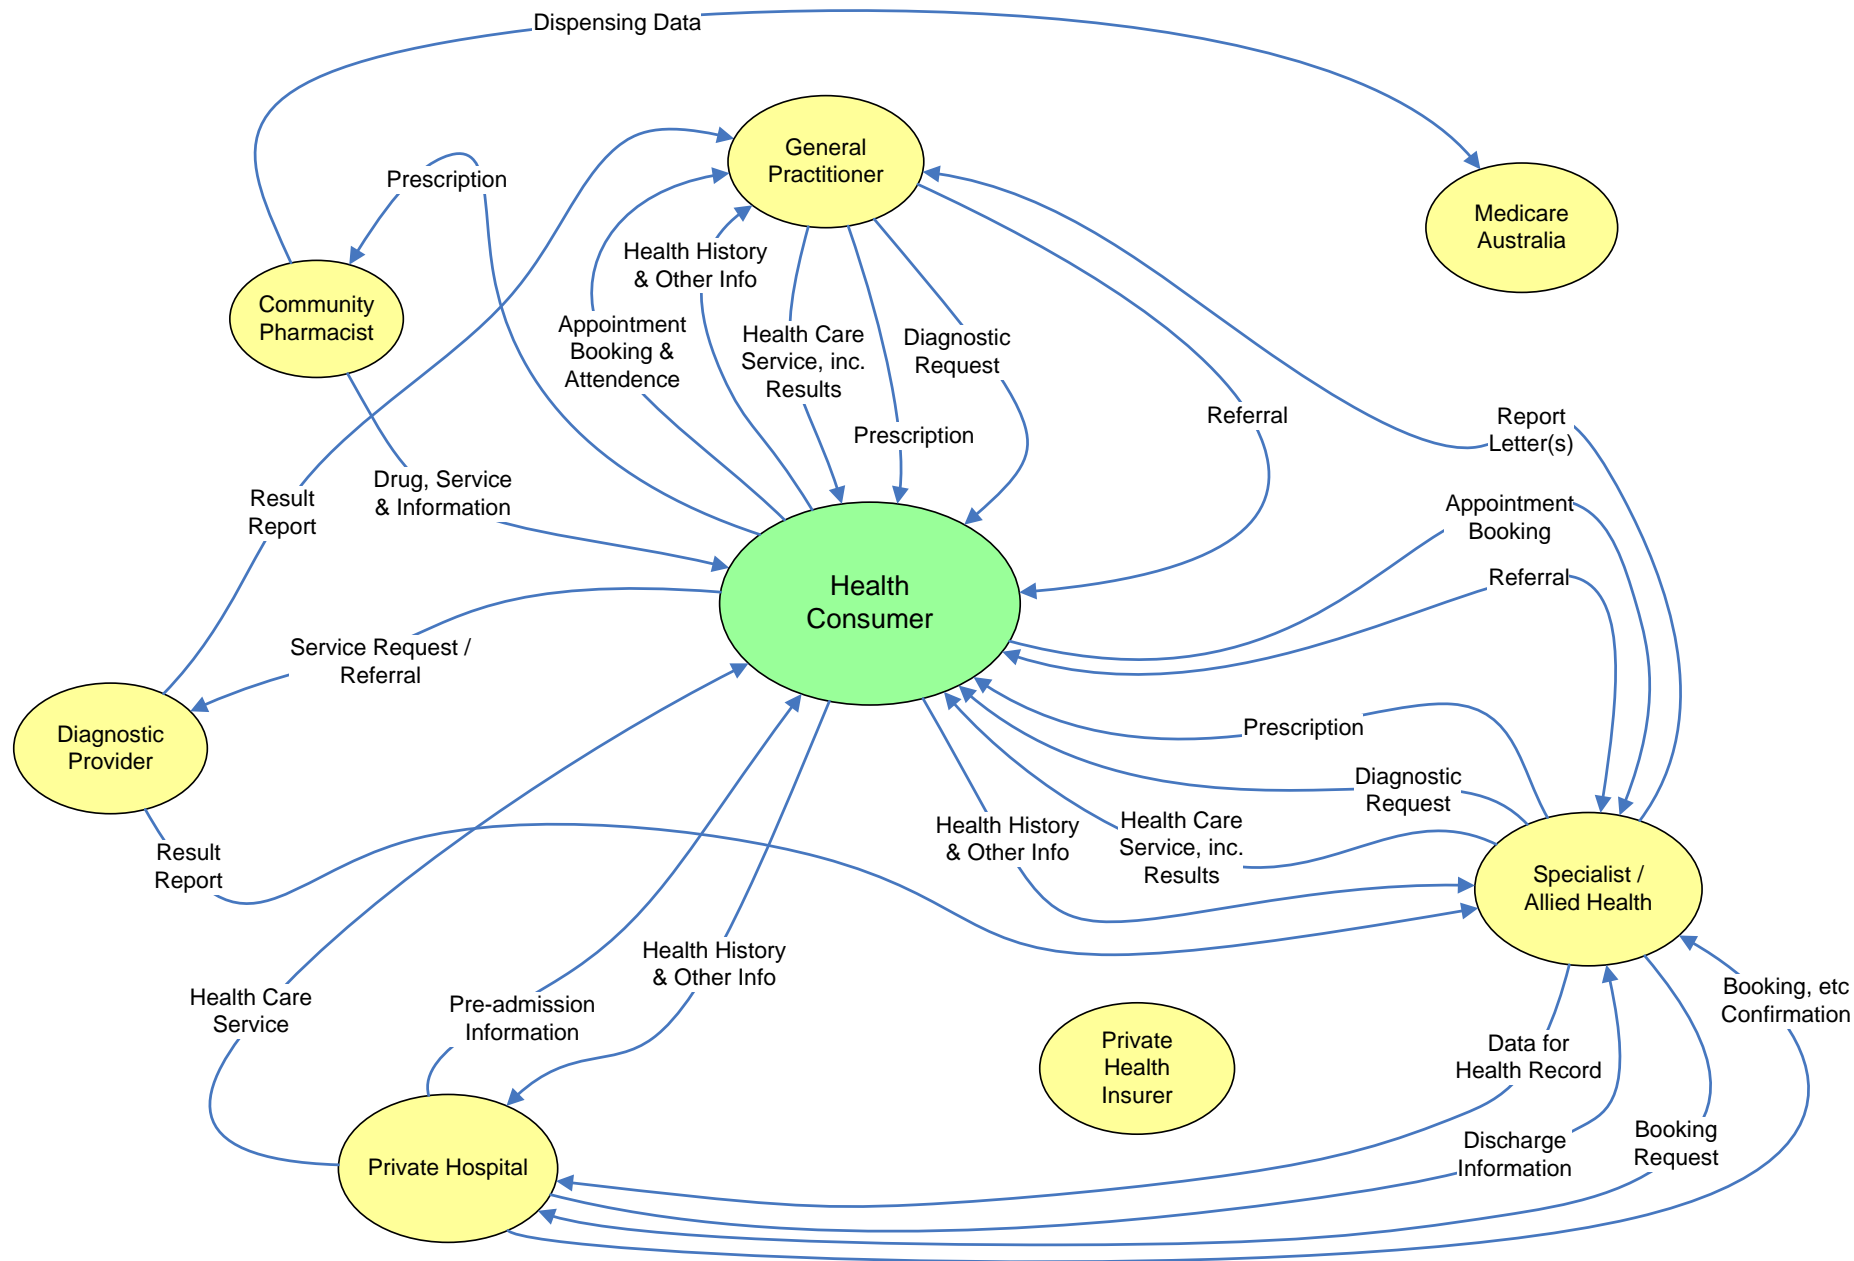 Dispensing Data
General
Practitioner
Prescription
Medicare
Australia
Health History
& Other Info
Community
Pharmacist
Appointment
Booking &
Attendence
Health Care
Service, inc.
Results
Diagnostic
Request
Referral
Prescription
Report
Letter(s)
Drug, Service
& Information
Result
Report
Appointment
Booking
Health
Consumer
Referral
Service Request /
Referral
Diagnostic
Provider
Prescription
Diagnostic
Request
Health History
& Other Info
Health Care
Service, inc.
Results
Result
Report
Specialist /
Allied Health
Health History
& Other Info
Health Care
Service
Pre-admission
Information
Booking, etc
Confirmation
Private
Health
Insurer
Data for
Health Record
Private Hospital
Discharge
Information
Booking
Request